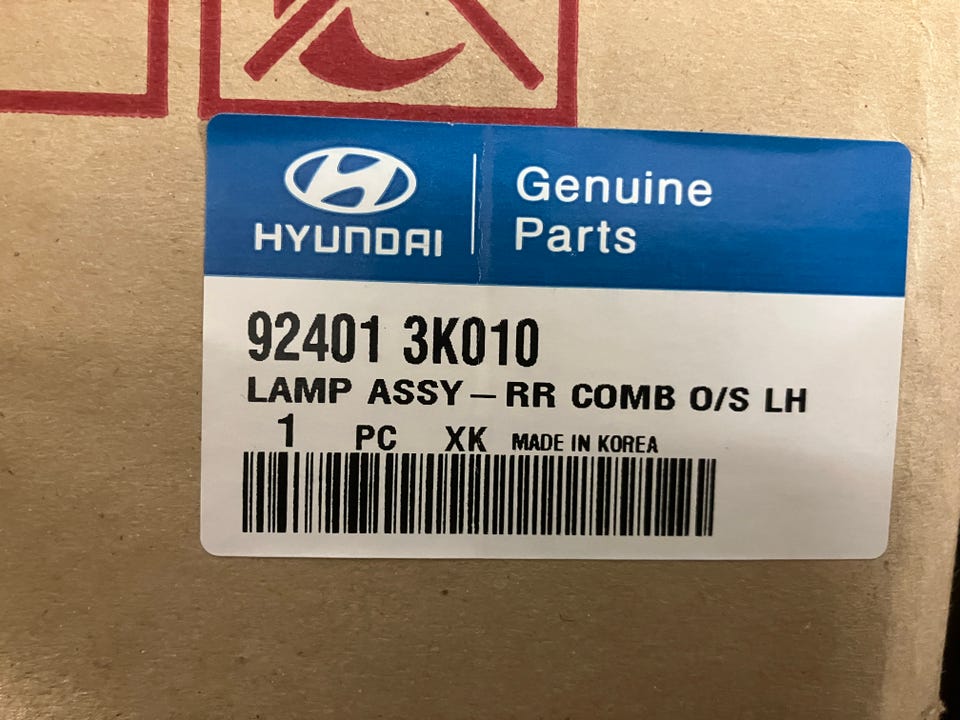 HYUNDAI
Genuine
Parts
92401 3K010
LAMP ASSY-RR COMB O/S LH
1 PC XK MADE IN KOREA